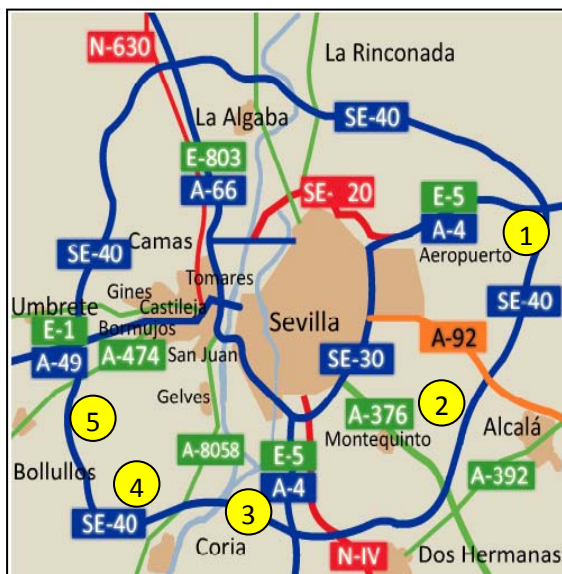 N-630
La Rinconada
La Algaba
SE-40
E-803
A-66
SE- 20
E-5
A-4
1
Camas
Aeropuerto
SE-40
Tomares
SE-40
Gines
Umbrete
Castileja
E-1
Bormujos
Sevilla
A-92
A-49
A-474
San Juan
SE-30
Gelves
2
A-376
5
Montequinto
Alcalá
A-8058
E-5
Bollullos
A-392
4
A-4
3
SE-40
Coria
N-IV
Dos Hermanas